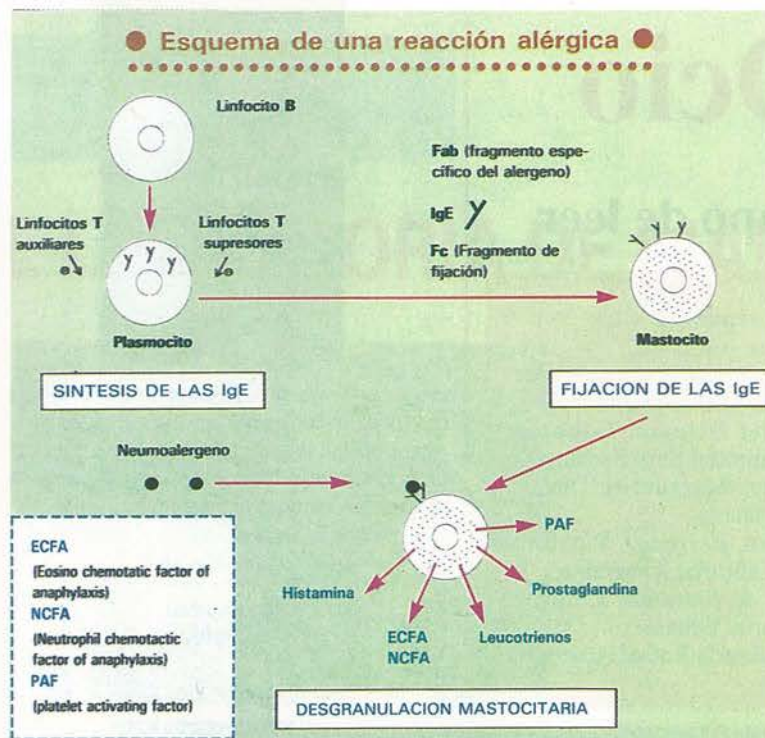 Esquema de una reacción alérgica
Linfocito B
Fab (fragmento espe-
cífico del alergeno)
IgE
Fc (Fragmento de
fijación)
Linfocitos T
auxiliares
Linfocitos T
supresores
Plasmocito
Mastocito
SINTESIS DE LAS IgE
FIJACION DE LAS IgE
Neumoalergeno
ECFA
(Eosino chemotatic factor of
anaphylaxis)
NCFA
(Neutrophil chemotactic
factor of anaphylaxis)
PAF
(platelet activating factor)
PAF
Histamina
Prostaglandina
ECFA
NCFA
Leucotrienos
DESGRANULACION MASTOCITARIA